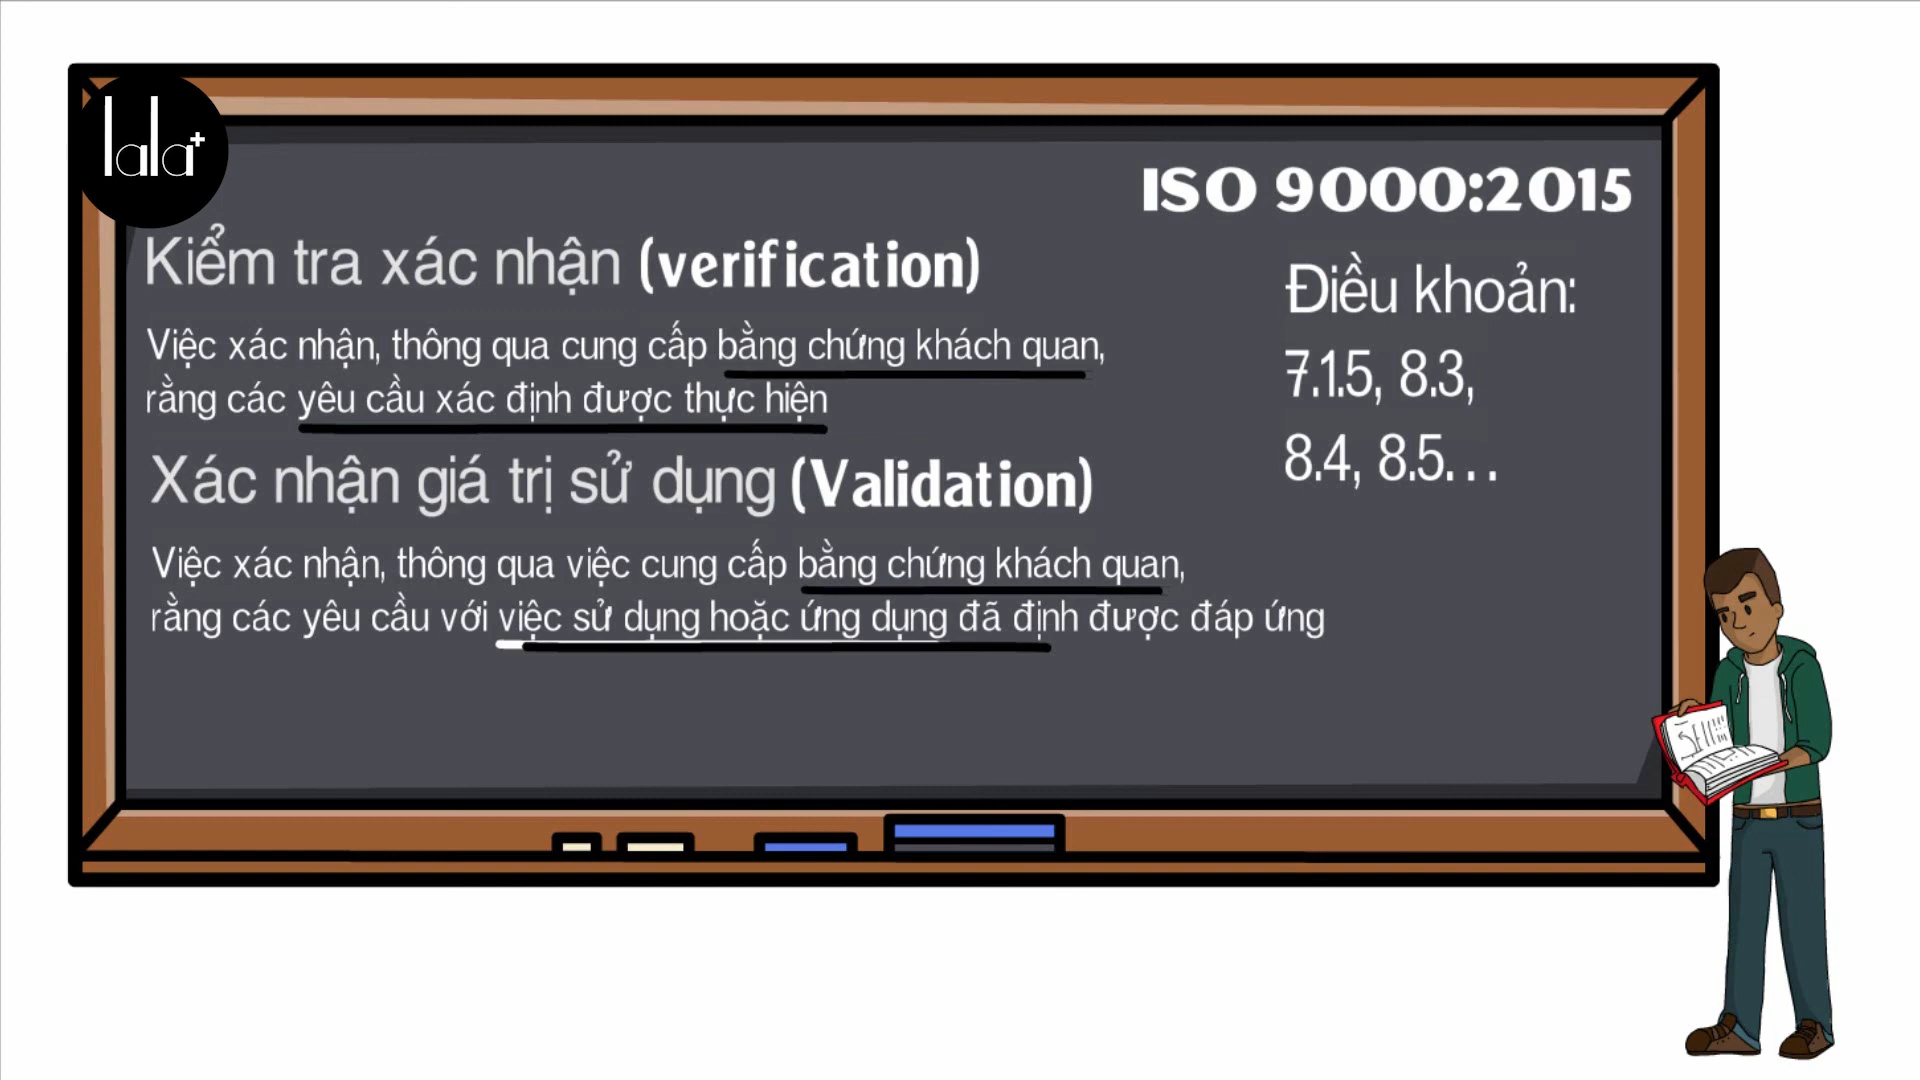 lala+
ISO 9000:2015
Kiểm tra xác nhận (verification)
Việc xác nhận, thông qua cung cấp bằng chứng khách quan,
rằng các yêu cầu xác định được thực hiện
Xác nhận giá trị sử dụng (Validation)
Việc xác nhận, thông qua việc cung cấp bằng chứng khách quan,
rằng các yêu cầu với việc sử dụng hoặc ứng dụng đã định được đáp ứng
Điều khoản:
7.1.5, 8.3,
8.4, 8.5...